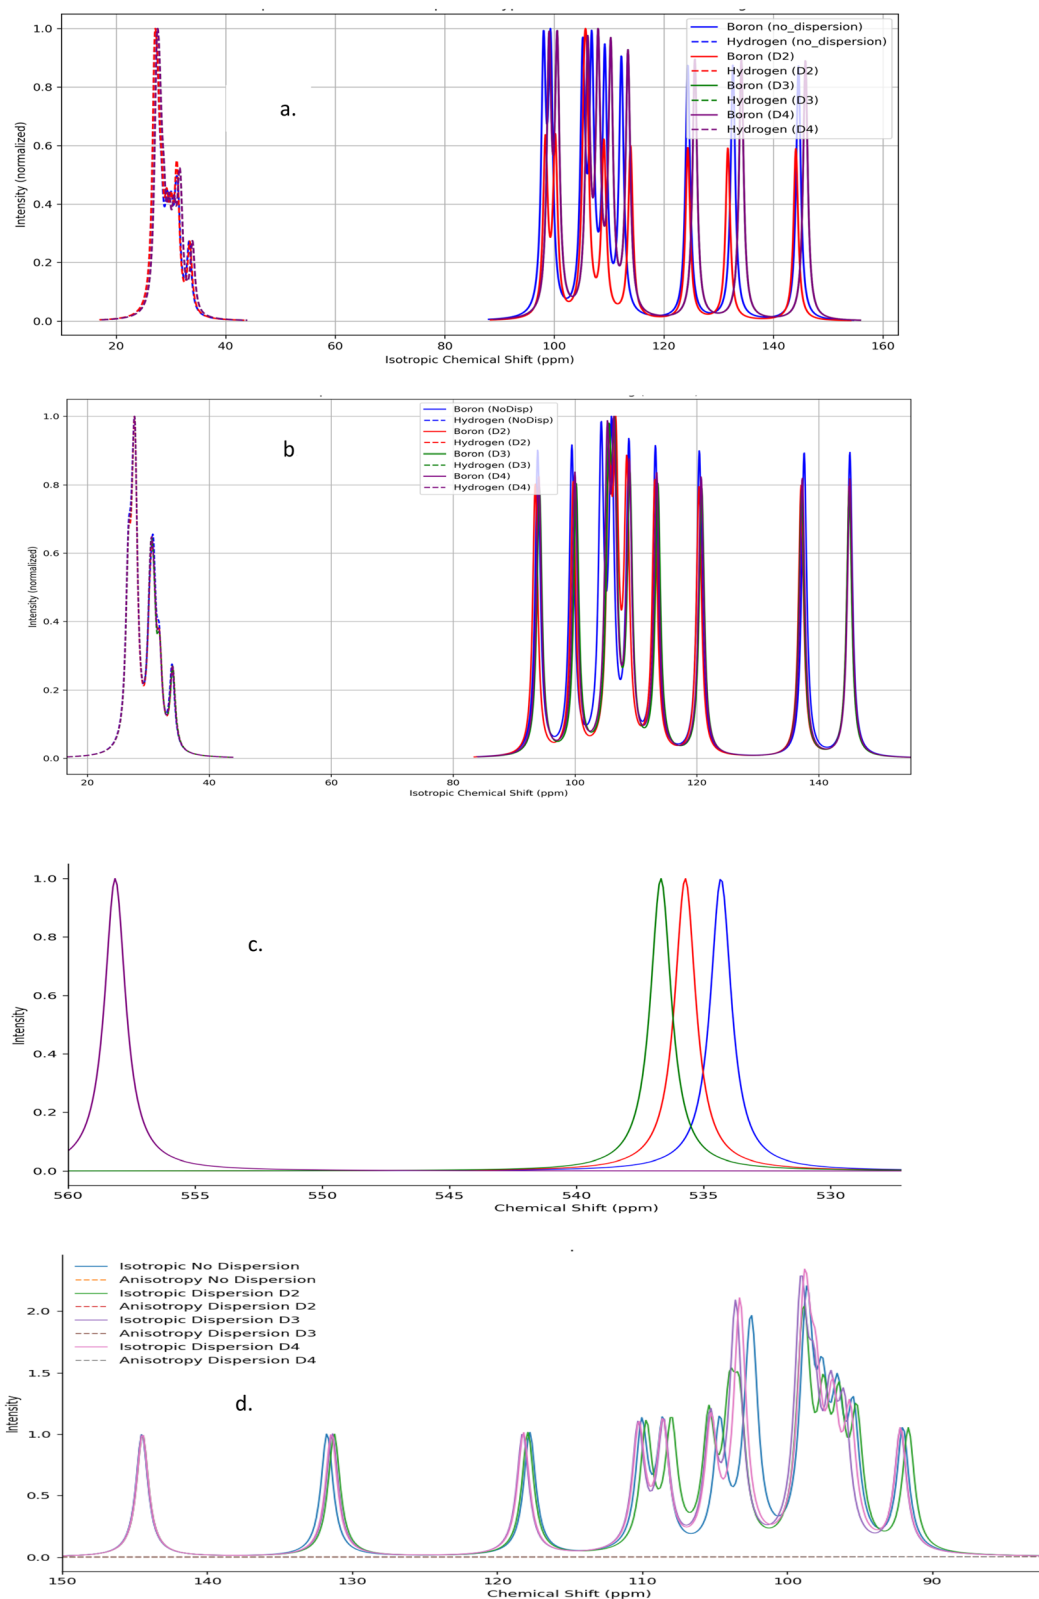 1.0
0.8
0.6
0.4
0.2
0.0
Intensity (normalized)
a.
Boron (no_dispersion)
Hydrogen (no_dispersion)
Boron (D2)
Hydrogen (D2)
Boron (D3)
Hydrogen (D3)
Boron (D4)
Hydrogen (D4)
20 40 60 80 100 120 140 160
Isotropic Chemical Shift (ppm)
1.0
0.8
0.6
0.4
0.2
0.0
Intensity (normalized)
b
Boron (NoDisp)
Hydrogen (NoDisp)
Boron (D2)
Hydrogen (D2)
Boron (D3)
Hydrogen (D3)
Boron (D4)
Hydrogen (D4)
20 40 60 80 100 120 140
Isotropic Chemical Shift (ppm)
1.0
0.8
0.6
0.4
0.2
0.0
Intensity
c.
560 555 550 545 540 535 530
Chemical Shift (ppm)
2.0
1.5
1.0
0.5
0.0
Intensity
Isotropic No Dispersion
Anisotropy No Dispersion
Isotropic Dispersion D2
Anisotropy Dispersion D2
Isotropic Dispersion D3
Anisotropy Dispersion D3
Isotropic Dispersion D4
Anisotropy Dispersion D4
d.
150 140 130 120 110 100 90
Chemical Shift (ppm)